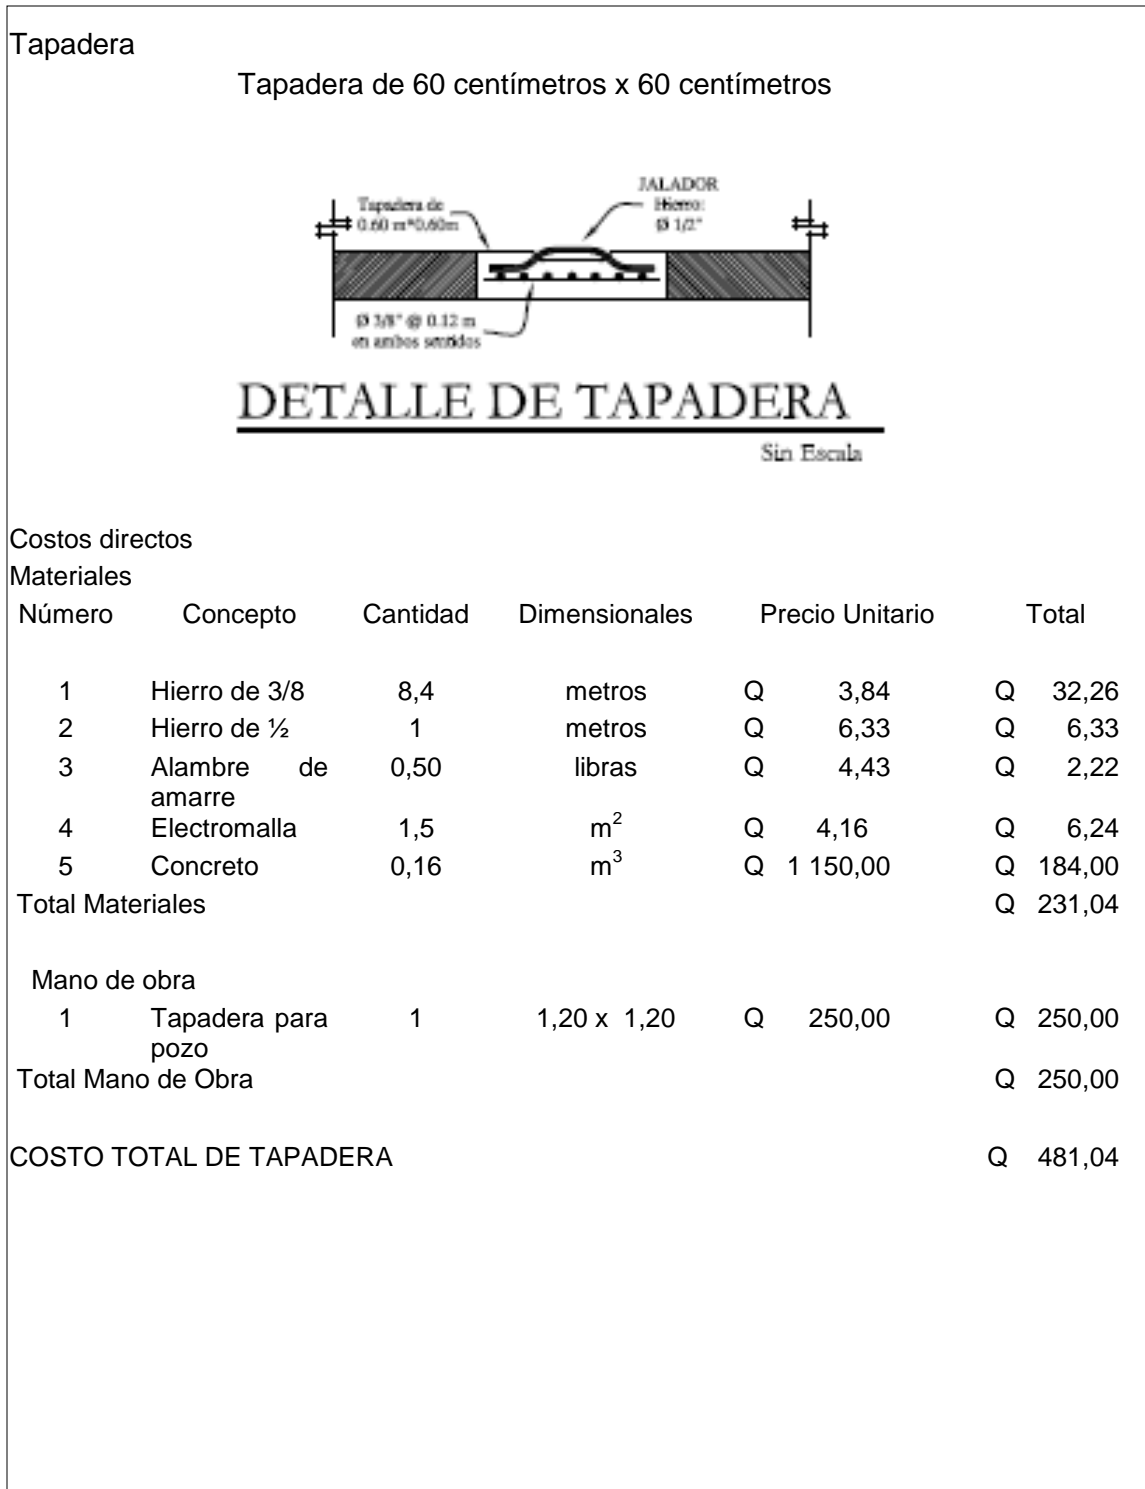 Tapadera
Tapadera de 60 centímetros x 60 centímetros
Tapadera de
0.60 m*0.60m
JALADOR
Hierro:
Ø 1/2"
Ø 3/8" @ 0.12 m
en ambos sentidos
DETALLE DE TAPADERA
Sin Escala
Costos directos
Materiales
Número Concepto Cantidad Dimensionales Precio Unitario Total
1 Hierro de 3/8 8,4 metros Q 3,84 Q 32,26
2 Hierro de ½ 1 metros Q 6,33 Q 6,33
3 Alambre de 0,50 libras Q 4,43 Q 2,22
amarre
4 Electromalla 1,5 m² Q 4,16 Q 6,24
5 Concreto 0,16 m³ Q 1 150,00 Q 184,00
Total Materiales Q 231,04
Mano de obra
1 Tapadera para 1 1,20 x 1,20 Q 250,00 Q 250,00
pozo
Total Mano de Obra Q 250,00
COSTO TOTAL DE TAPADERA Q 481,04